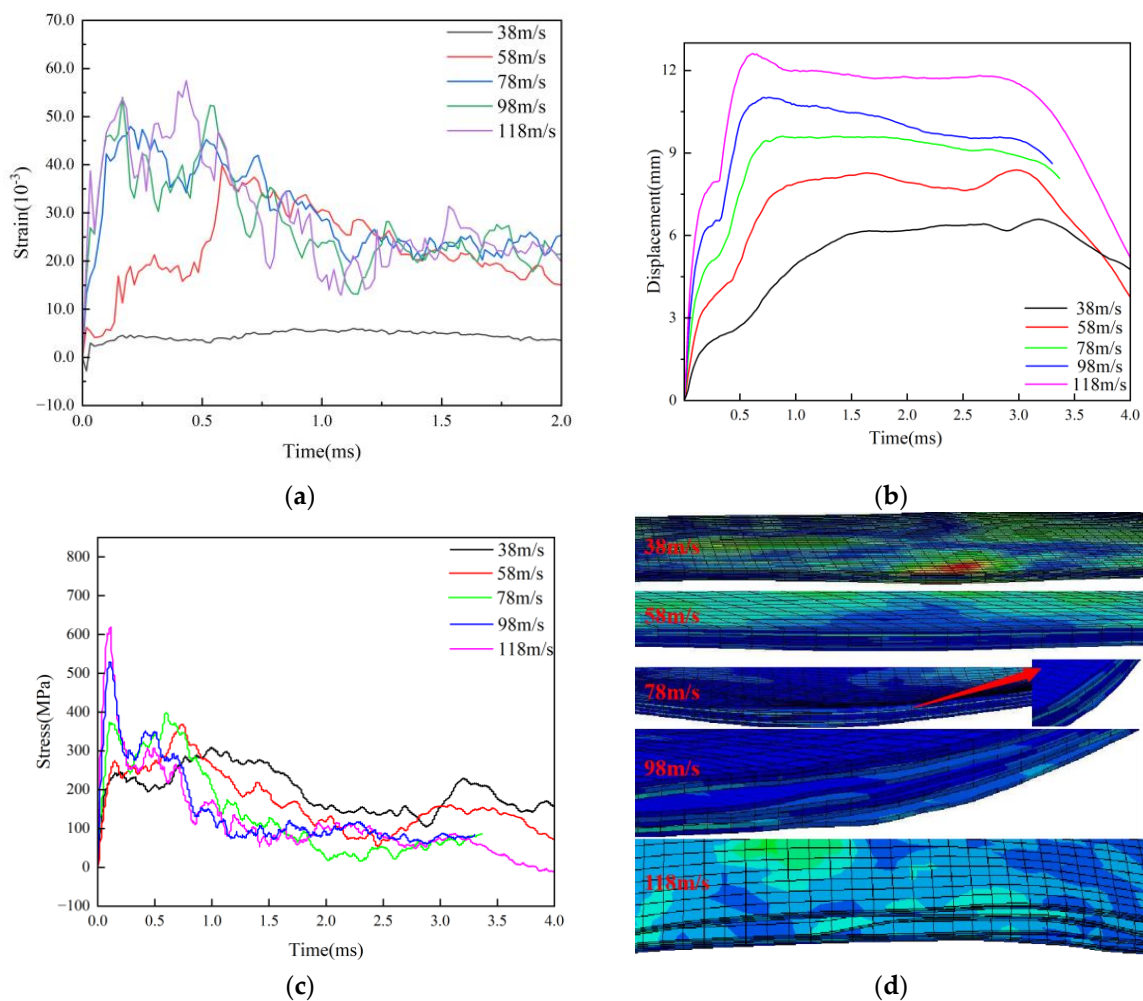 70.0
60.0
50.0
40.0
30.0
20.0
10.0
0.0
−10.0
Strain(10⁻³)
0.0 0.5 1.0 1.5 2.0
Time(ms)
38m/s
58m/s
78m/s
98m/s
118m/s
(a)
12
9
6
3
0
Displacement(mm)
0.5 1.0 1.5 2.0 2.5 3.0 3.5 4.0
Time(ms)
38m/s
58m/s
78m/s
98m/s
118m/s
(b)
800
700
600
500
400
300
200
100
0
−100
Stress(MPa)
0.0 0.5 1.0 1.5 2.0 2.5 3.0 3.5 4.0
Time(ms)
38m/s
58m/s
78m/s
98m/s
118m/s
(c)
38m/s
58m/s
78m/s
98m/s
118m/s
(d)